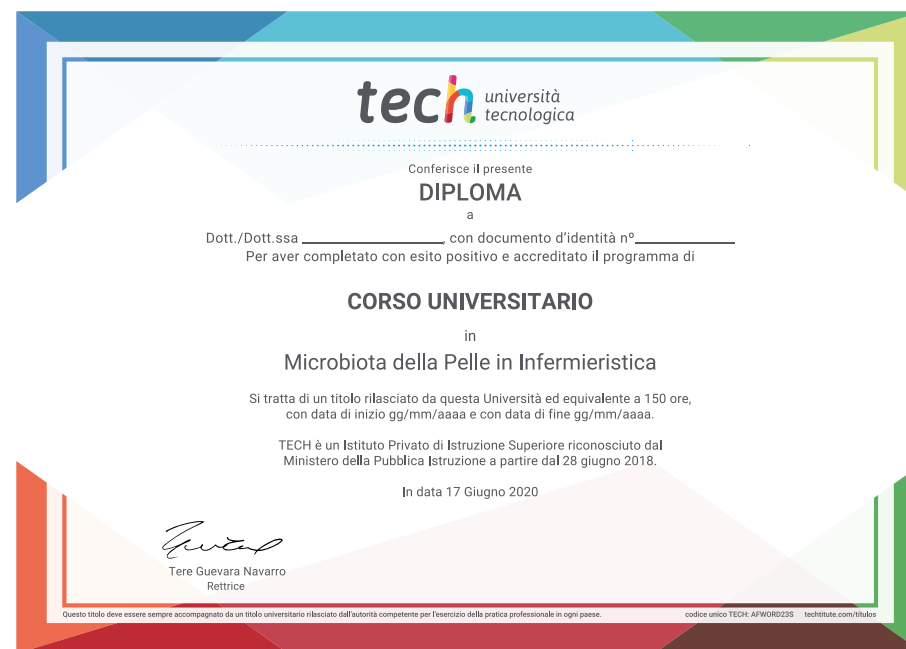 tech università
tecnologica
Conferisce il presente
DIPLOMA
a
Dott./Dott.ssa ____________________, con documento d'identità nº______________
Per aver completato con esito positivo e accreditato il programma di
CORSO UNIVERSITARIO
in
Microbiota della Pelle in Infermieristica
Si tratta di un titolo rilasciato da questa Università ed equivalente a 150 ore,
con data di inizio gg/mm/aaaa e con data di fine gg/mm/aaaa.
TECH è un Istituto Privato di Istruzione Superiore riconosciuto dal
Ministero della Pubblica Istruzione a partire dal 28 giugno 2018.
In data 17 Giugno 2020
Tere Guevara Navarro
Rettrice
Questo titolo deve essere sempre accompagnato da un titolo universitario rilasciato dall'autorità competente per l'esercizio della pratica professionale in ogni paese. codice unico TECH: AFWORD23S techtitute.com/titulos